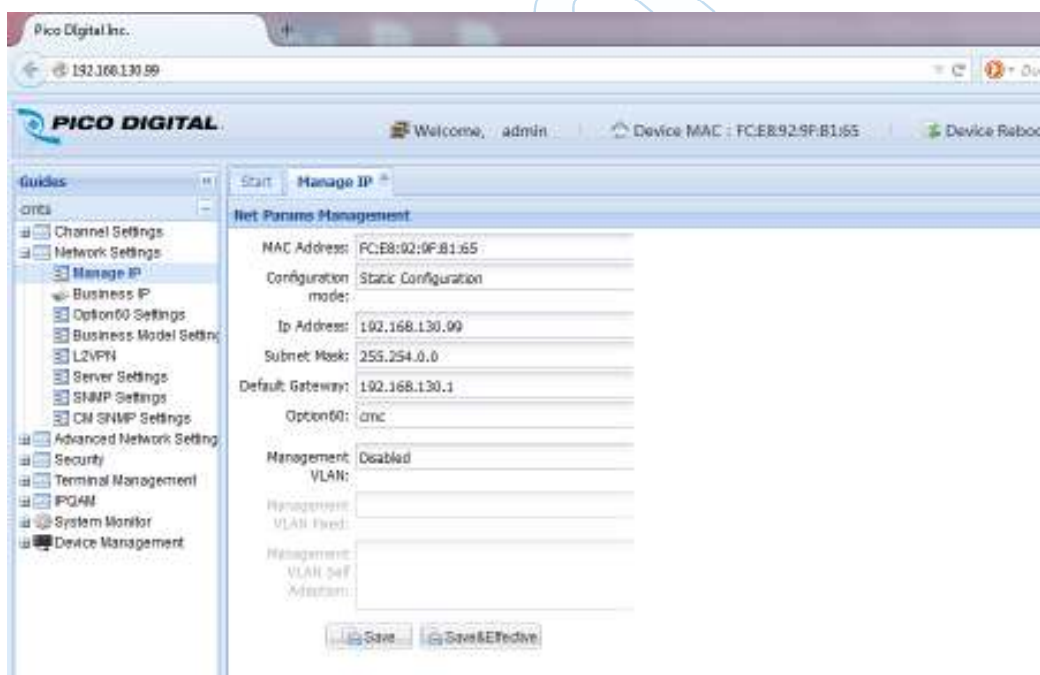 Pico Digital Inc.
192.168.130.99
PICO DIGITAL
Welcome, admin
Device MAC : FC:E8:92:9F:B1:65
Device Reboo
Guides
Start
Manage IP
cmts
Net Params Management
Channel Settings
Network Settings
Manage IP
Business IP
Option60 Settings
Business Model Setting
L2VPN
Server Settings
SNMP Settings
CM SNMP Settings
Advanced Network Setting
Security
Terminal Management
IPQAM
System Monitor
Device Management
MAC Address: FC:E8:92:9F:B1:65
Configuration mode: Static Configuration
Ip Address: 192.168.130.99
Subnet Mask: 255.254.0.0
Default Gateway: 192.168.130.1
Option60: cmc
Management VLAN: Disabled
Management VLAN Fixed:
Management VLAN Self Adaption:
Save
Save&Effective